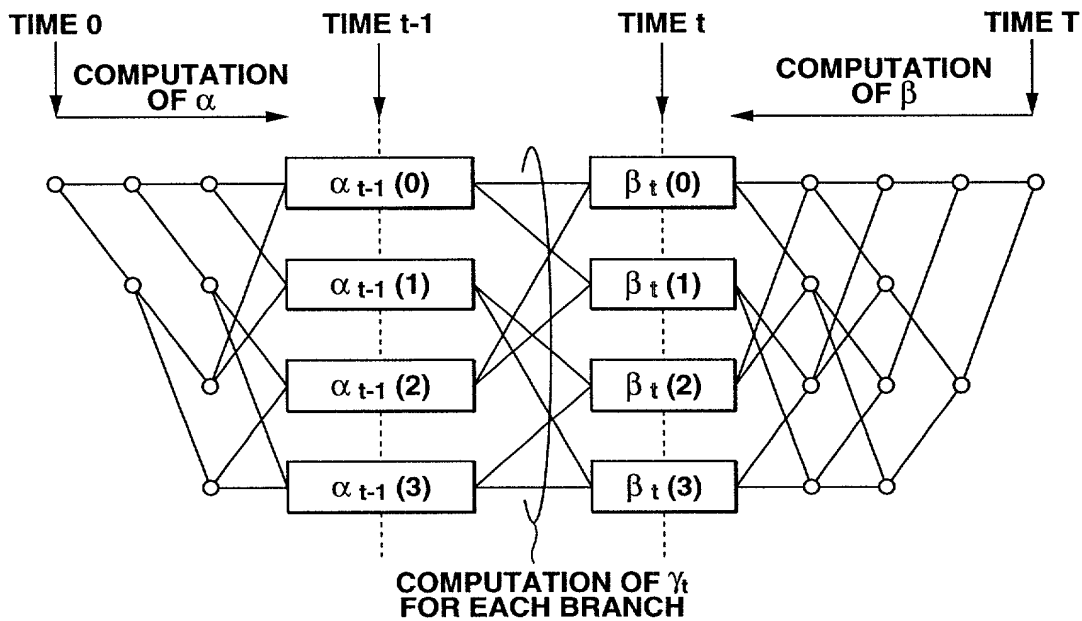 TIME 0
TIME t-1
TIME t
TIME T
COMPUTATION
OF α
COMPUTATION
OF β
α t-1 (0)
β t (0)
α t-1 (1)
β t (1)
α t-1 (2)
β t (2)
α t-1 (3)
β t (3)
COMPUTATION OF γt
FOR EACH BRANCH